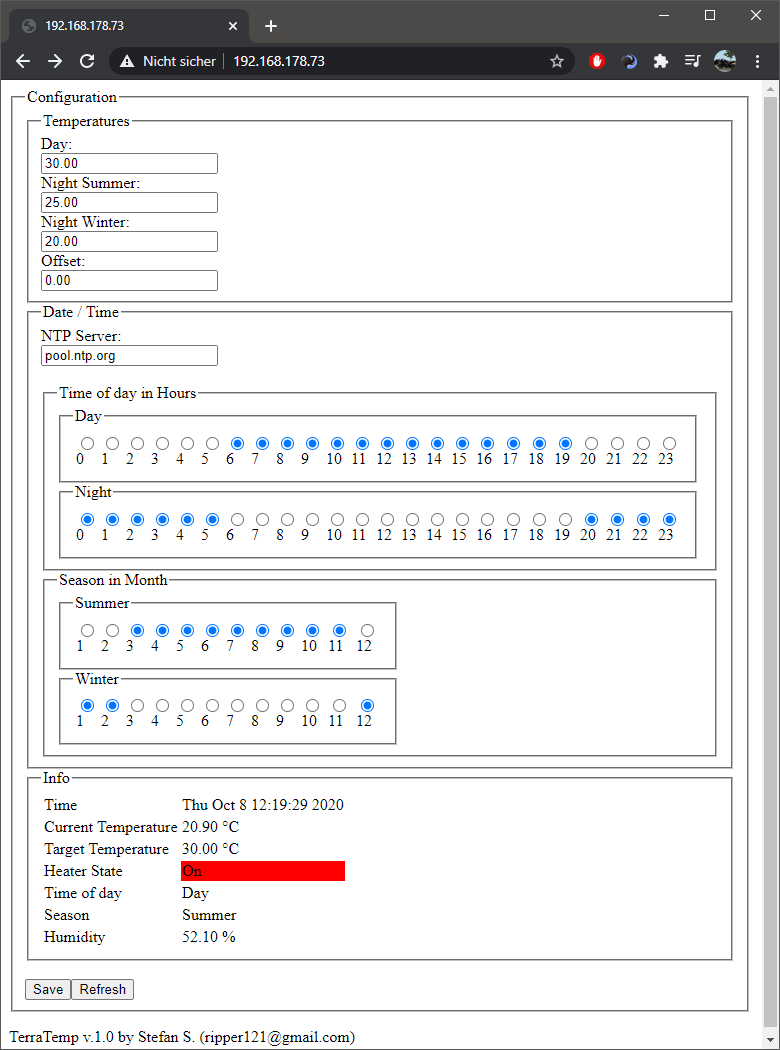 192.168.178.73
Nicht sicher 192.168.178.73
Configuration
Temperatures
Day:
30.00
Night Summer:
25.00
Night Winter:
20.00
Offset:
0.00
Date / Time
NTP Server:
pool.ntp.org
Time of day in Hours
Day
0 1 2 3 4 5 6 7 8 9 10 11 12 13 14 15 16 17 18 19 20 21 22 23
Night
0 1 2 3 4 5 6 7 8 9 10 11 12 13 14 15 16 17 18 19 20 21 22 23
Season in Month
Summer
1 2 3 4 5 6 7 8 9 10 11 12
Winter
1 2 3 4 5 6 7 8 9 10 11 12
Info
Time Thu Oct 8 12:19:29 2020
Current Temperature 20.90 °C
Target Temperature 30.00 °C
Heater State On
Time of day Day
Season Summer
Humidity 52.10 %
Save Refresh
TerraTemp v.1.0 by Stefan S. (ripper121@gmail.com)